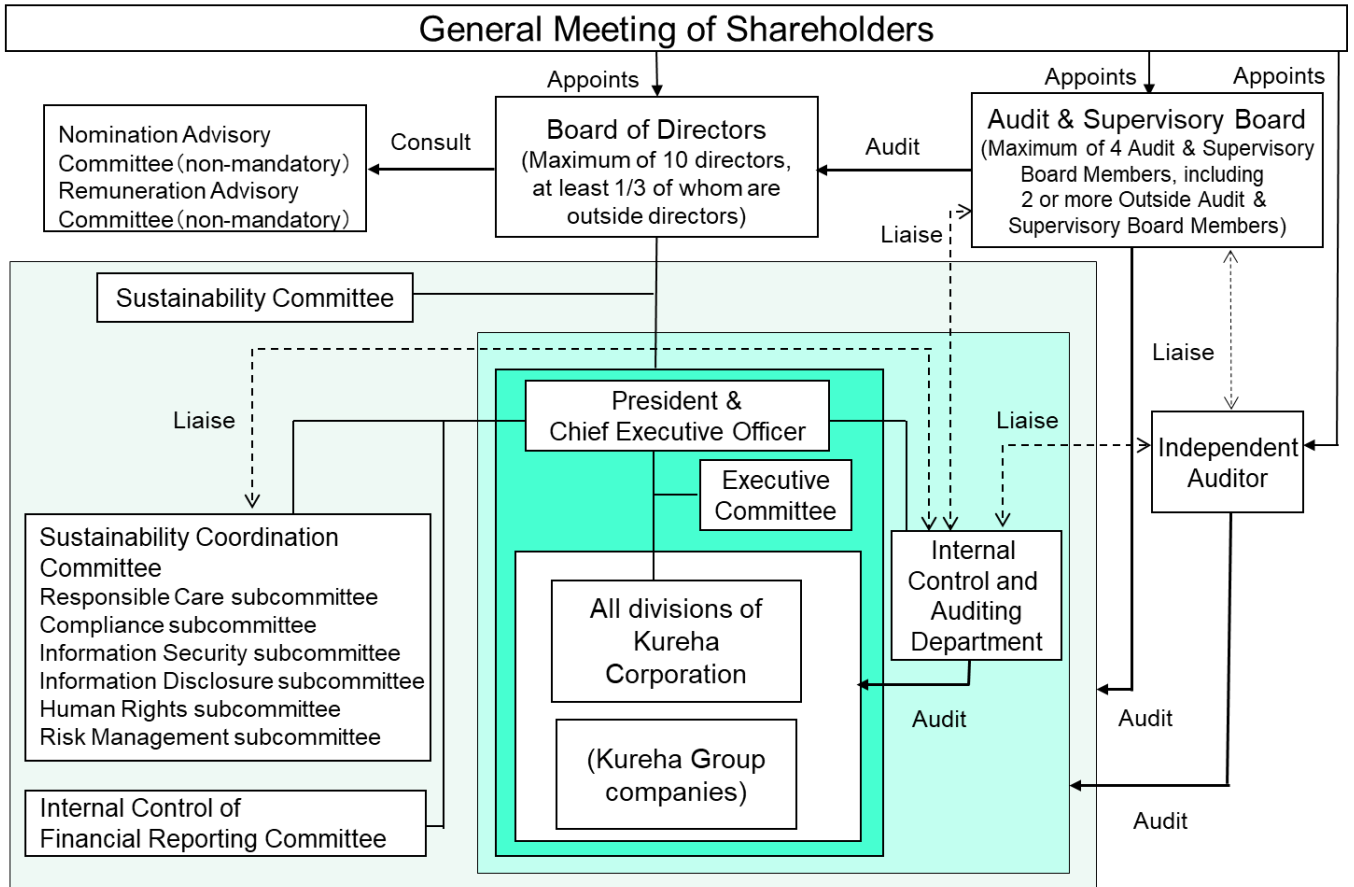 General Meeting of Shareholders
Appoints
Appoints
Appoints
Nomination Advisory
Committee（non-mandatory）
Remuneration Advisory
Committee（non-mandatory）
Consult
Board of Directors
(Maximum of 10 directors,
at least 1/3 of whom are
outside directors)
Audit
Audit & Supervisory Board
(Maximum of 4 Audit & Supervisory
Board Members, including
2 or more Outside Audit &
Supervisory Board Members)
Liaise
Sustainability Committee
Liaise
Liaise
President &
Chief Executive Officer
Liaise
Independent
Auditor
Executive
Committee
Sustainability Coordination
Committee
Responsible Care subcommittee
Compliance subcommittee
Information Security subcommittee
Information Disclosure subcommittee
Human Rights subcommittee
Risk Management subcommittee
Internal
Control and
Auditing
Department
All divisions of
Kureha
Corporation
Audit
Audit
(Kureha Group
companies)
Internal Control of
Financial Reporting Committee
Audit